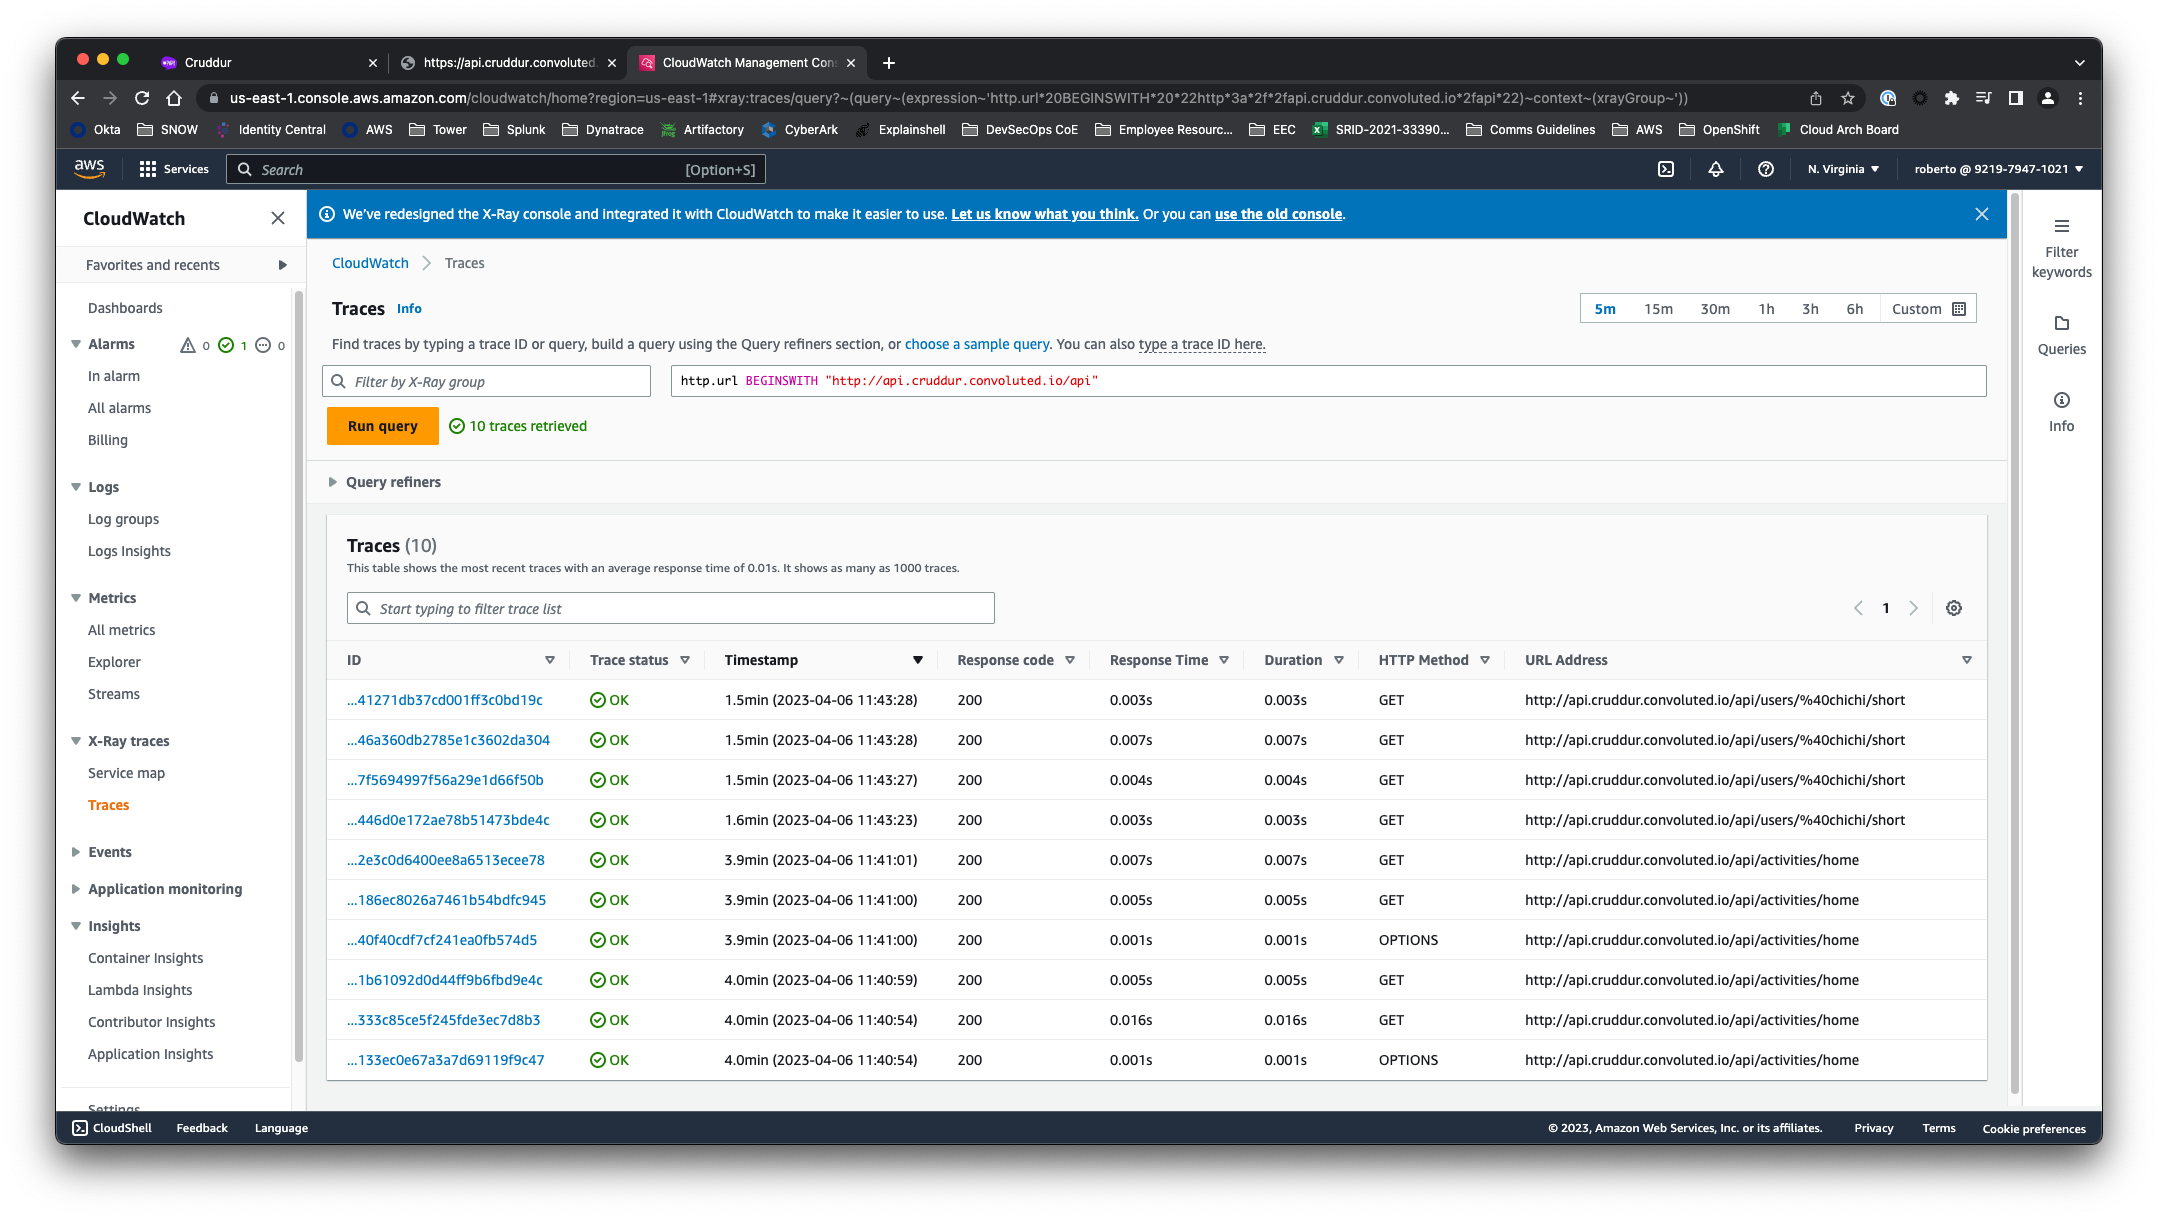 Cruddur
https://api.cruddur.convoluted.
CloudWatch Management Con
us-east-1.console.aws.amazon.com/cloudwatch/home?region=us-east-1#xray:traces/query?~(query~(expression~'http.url*20BEGINSWITH*20*22http*3a*2f*2fapi.cruddur.convoluted.io*2fapi*22)~context~(xrayGroup~'))
Okta SNOW Identity Central AWS Tower Splunk Dynatrace Artifactory CyberArk Explainshell DevSecOps CoE Employee Resourc... EEC SRID-2021-33390... Comms Guidelines AWS OpenShift Cloud Arch Board
aws Services Search [Option+S] N. Virginia roberto @ 9219-7947-1021
CloudWatch
Favorites and recents
Dashboards
Alarms 0 1 0
In alarm
All alarms
Billing
Logs
Log groups
Logs Insights
Metrics
All metrics
Explorer
Streams
X-Ray traces
Service map
Traces
Events
Application monitoring
Insights
Container Insights
Lambda Insights
Contributor Insights
Application Insights
Settings
We've redesigned the X-Ray console and integrated it with CloudWatch to make it easier to use. Let us know what you think. Or you can use the old console.
CloudWatch Traces
Traces Info
5m 15m 30m 1h 3h 6h Custom
Find traces by typing a trace ID or query, build a query using the Query refiners section, or choose a sample query. You can also type a trace ID here.
Filter by X-Ray group
http.url BEGINSWITH "http://api.cruddur.convoluted.io/api"
Run query 10 traces retrieved
Query refiners
Traces (10)
This table shows the most recent traces with an average response time of 0.01s. It shows as many as 1000 traces.
Start typing to filter trace list
1
ID Trace status Timestamp Response code Response Time Duration HTTP Method URL Address
...41271db37cd001ff3c0bd19c OK 1.5min (2023-04-06 11:43:28) 200 0.003s 0.003s GET http://api.cruddur.convoluted.io/api/users/%40chichi/short
...46a360db2785e1c3602da304 OK 1.5min (2023-04-06 11:43:28) 200 0.007s 0.007s GET http://api.cruddur.convoluted.io/api/users/%40chichi/short
...7f5694997f56a29e1d66f50b OK 1.5min (2023-04-06 11:43:27) 200 0.004s 0.004s GET http://api.cruddur.convoluted.io/api/users/%40chichi/short
...446d0e172ae78b51473bde4c OK 1.6min (2023-04-06 11:43:23) 200 0.003s 0.003s GET http://api.cruddur.convoluted.io/api/users/%40chichi/short
...2e3c0d6400ee8a6513ecee78 OK 3.9min (2023-04-06 11:41:01) 200 0.007s 0.007s GET http://api.cruddur.convoluted.io/api/activities/home
...186ec8026a7461b54bdfc945 OK 3.9min (2023-04-06 11:41:00) 200 0.005s 0.005s GET http://api.cruddur.convoluted.io/api/activities/home
...40f40cdf7cf241ea0fb574d5 OK 3.9min (2023-04-06 11:41:00) 200 0.001s 0.001s OPTIONS http://api.cruddur.convoluted.io/api/activities/home
...1b61092d0d44ff9b6fbd9e4c OK 4.0min (2023-04-06 11:40:59) 200 0.005s 0.005s GET http://api.cruddur.convoluted.io/api/activities/home
...333c85ce5f245fde3ec7d8b3 OK 4.0min (2023-04-06 11:40:54) 200 0.016s 0.016s GET http://api.cruddur.convoluted.io/api/activities/home
...133ec0e67a3a7d69119f9c47 OK 4.0min (2023-04-06 11:40:54) 200 0.001s 0.001s OPTIONS http://api.cruddur.convoluted.io/api/activities/home
Filter
keywords
Queries
Info
CloudShell Feedback Language © 2023, Amazon Web Services, Inc. or its affiliates. Privacy Terms Cookie preferences